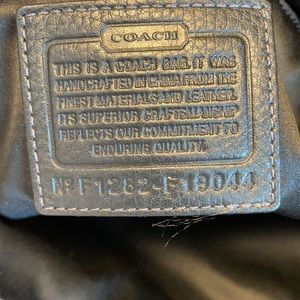 COACH
THIS IS A COACH BAG. IT WAS
HANDCRAFTED IN CHINA FROM THE
FINEST MATERIALS AND LEATHER.
ITS SUPERIOR CRAFTSMANSHIP
REFLECTS OUR COMMITMENT TO
ENDURING QUALITY.
Nº F1282-F19044